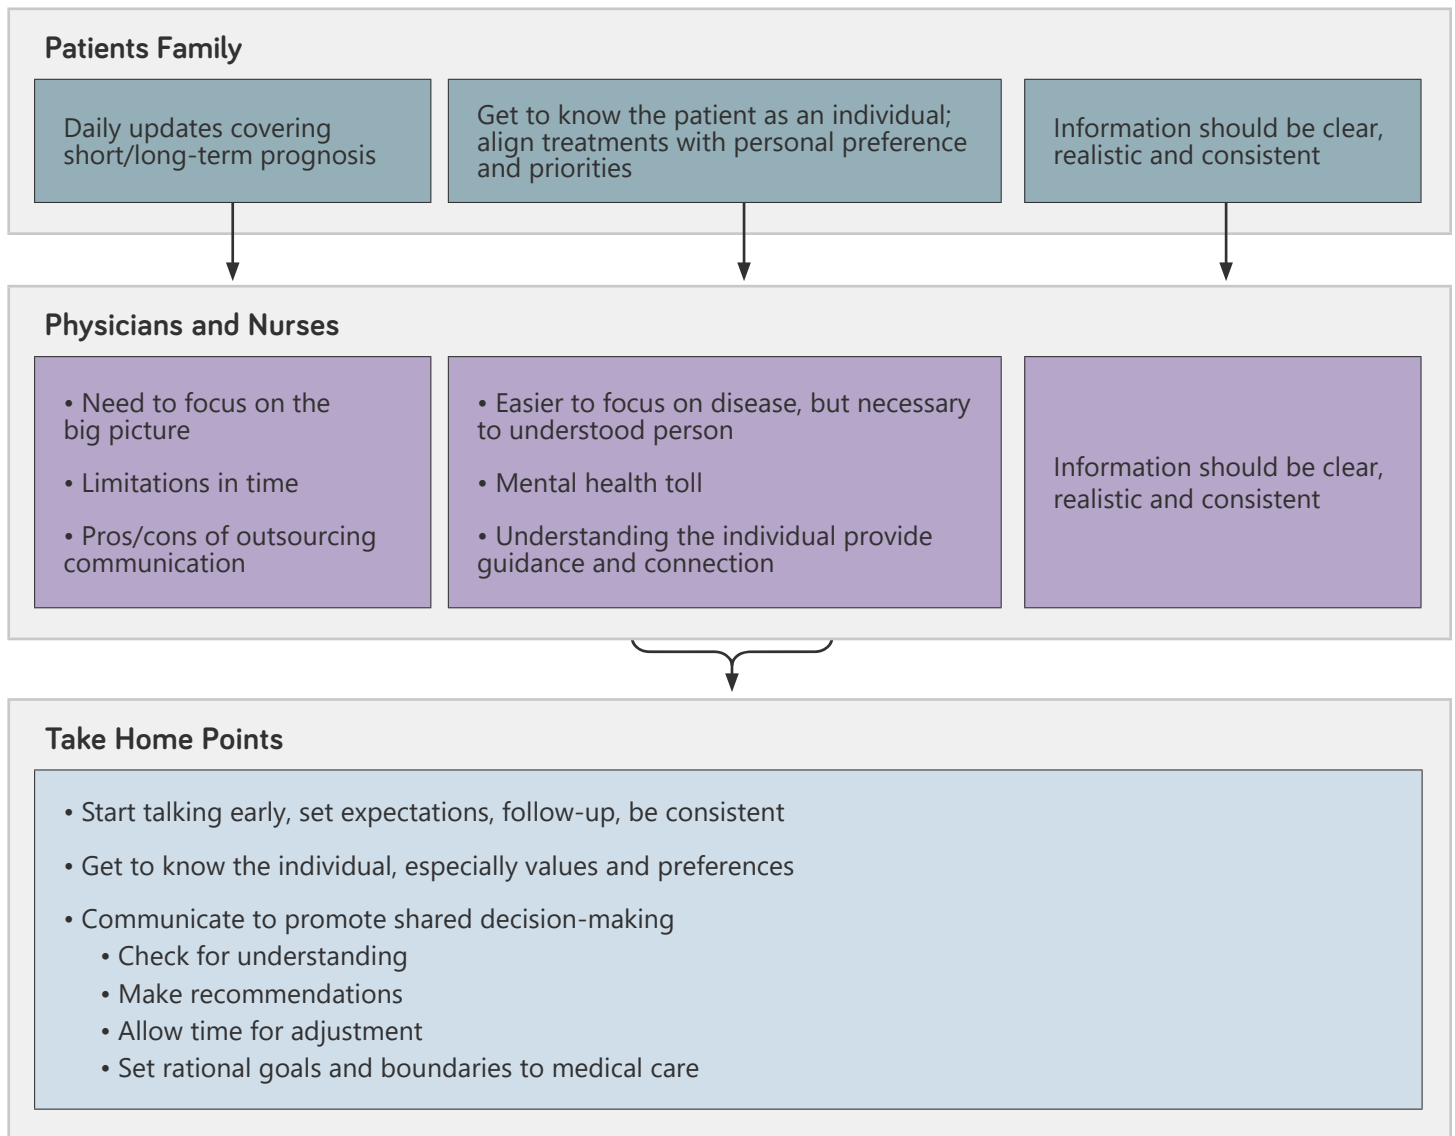 Patients Family
Daily updates covering
short/long-term prognosis
Get to know the patient as an individual;
align treatments with personal preference
and priorities
Information should be clear,
realistic and consistent
Physicians and Nurses
• Need to focus on the
big picture
• Limitations in time
• Pros/cons of outsourcing
communication
• Easier to focus on disease, but necessary
to understood person
• Mental health toll
• Understanding the individual provide
guidance and connection
Information should be clear,
realistic and consistent
Take Home Points
• Start talking early, set expectations, follow-up, be consistent
• Get to know the individual, especially values and preferences
• Communicate to promote shared decision-making
• Check for understanding
• Make recommendations
• Allow time for adjustment
• Set rational goals and boundaries to medical care